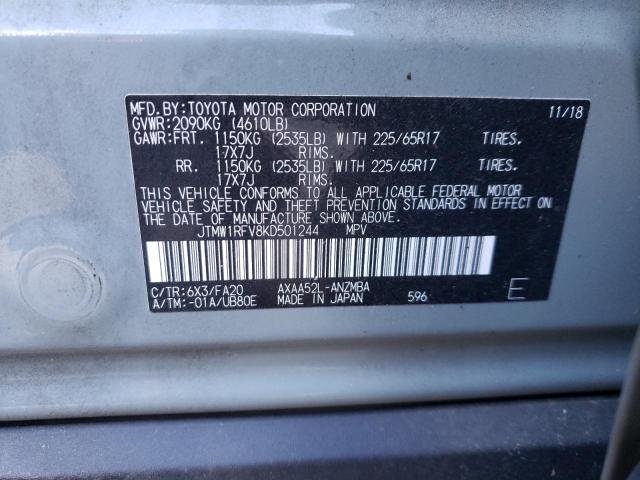 MFD.BY:TOYOTA MOTOR CORPORATION 11/18
GVWR:2090KG (4610LB)
GAWR:FRT. 1150KG (2535LB) WITH 225/65R17 TIRES.
17X7J RIMS.
RR. 1150KG (2535LB) WITH 225/65R17 TIRES.
17X7J RIMS.
THIS VEHICLE CONFORMS TO ALL APPLICABLE FEDERAL MOTOR
VEHICLE SAFETY AND THEFT PREVENTION STANDARDS IN EFFECT ON
THE DATE OF MANUFACTURE SHOWN ABOVE.
JTMW1RFV8KD501244 MPV
C/TR:6X3/FA20 AXAA52L-ANZMBA
A/TM:-01A/UB80E MADE IN JAPAN 596 E